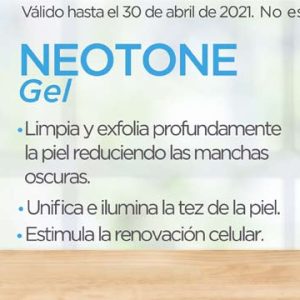 Válido hasta el 30 de abril de 2021. No es
NEOTONE
Gel
• Limpia y exfolia profundamente
la piel reduciendo las manchas
oscuras.
• Unifica e ilumina la tez de la piel.
• Estimula la renovación celular.